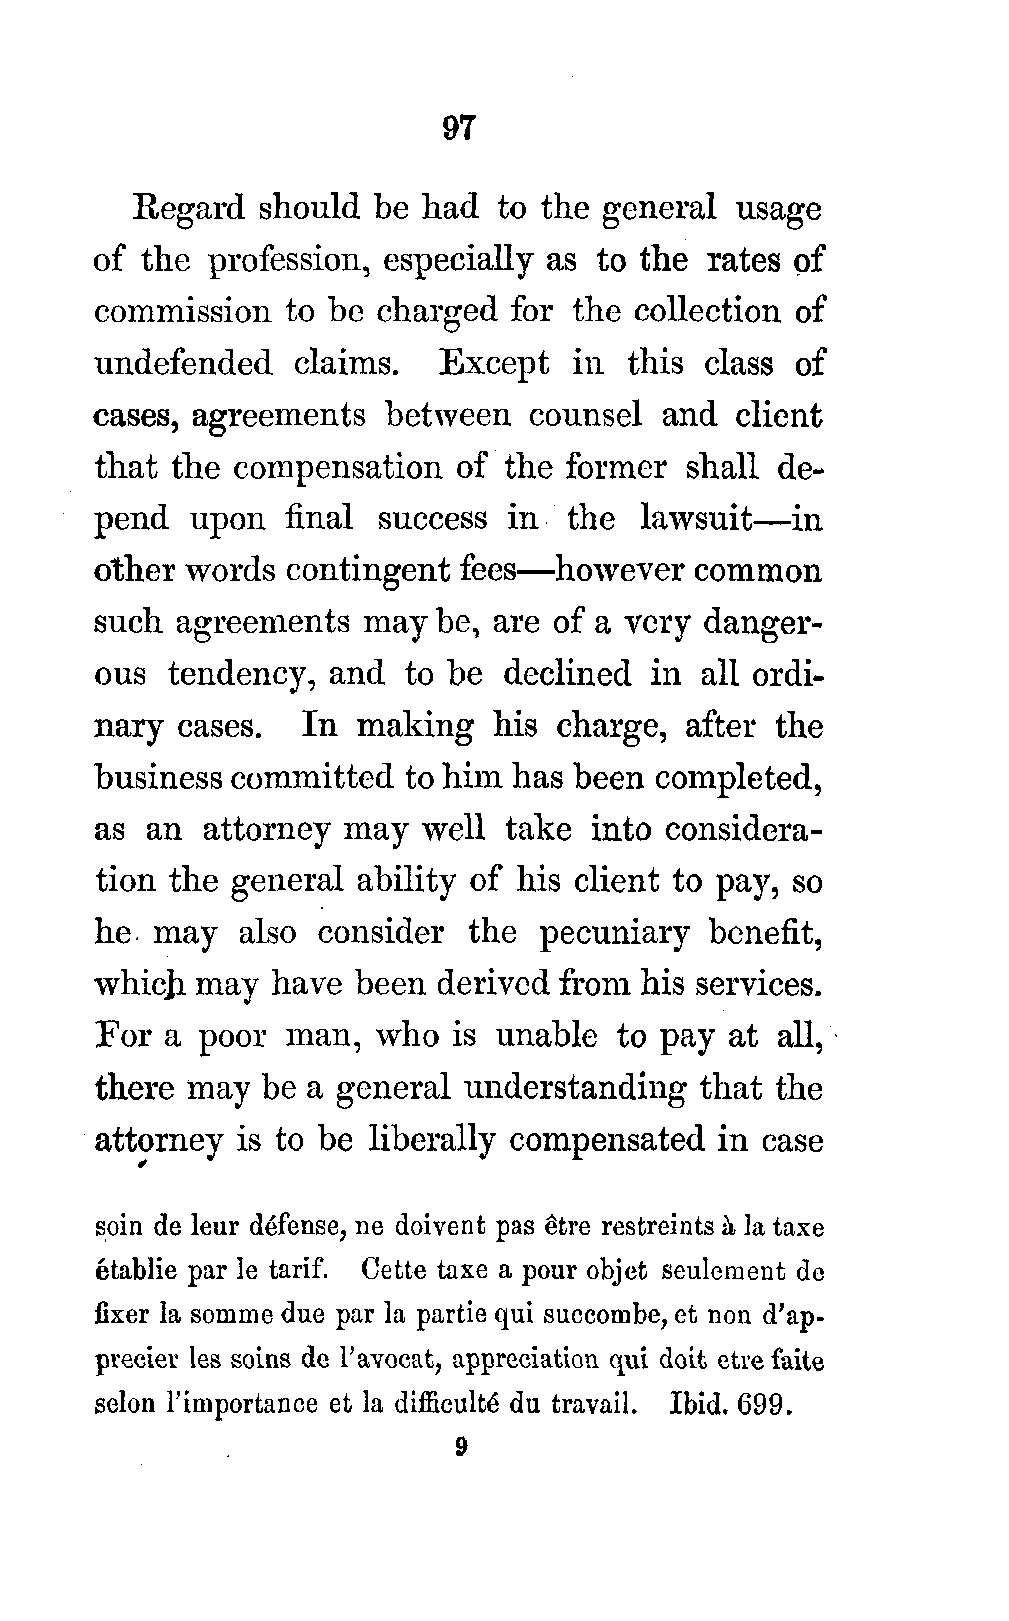 97
Regard should be had to the general usage
of the profession, especially as to the rates of
commission to be charged for the collection of
undefended claims. Except in this class of
cases, agreements between counsel and client
that the compensation of the former shall de-
pend upon final success in the lawsuit—in
other words contingent fees—however common
such agreements may be, are of a very danger-
ous tendency, and to be declined in all ordi-
nary cases. In making his charge, after the
business committed to him has been completed,
as an attorney may well take into considera-
tion the general ability of his client to pay, so
he may also consider the pecuniary benefit,
which may have been derived from his services.
For a poor man, who is unable to pay at all,
there may be a general understanding that the
attorney is to be liberally compensated in case
soin de leur défense, ne doivent pas être restreints à la taxe
établie par le tarif. Cette taxe a pour objet seulement de
fixer la somme due par la partie qui succombe, et non d'ap-
precier les soins de l'avocat, appreciation qui doit etre faite
selon l'importance et la difficulté du travail. Ibid. 699.
9